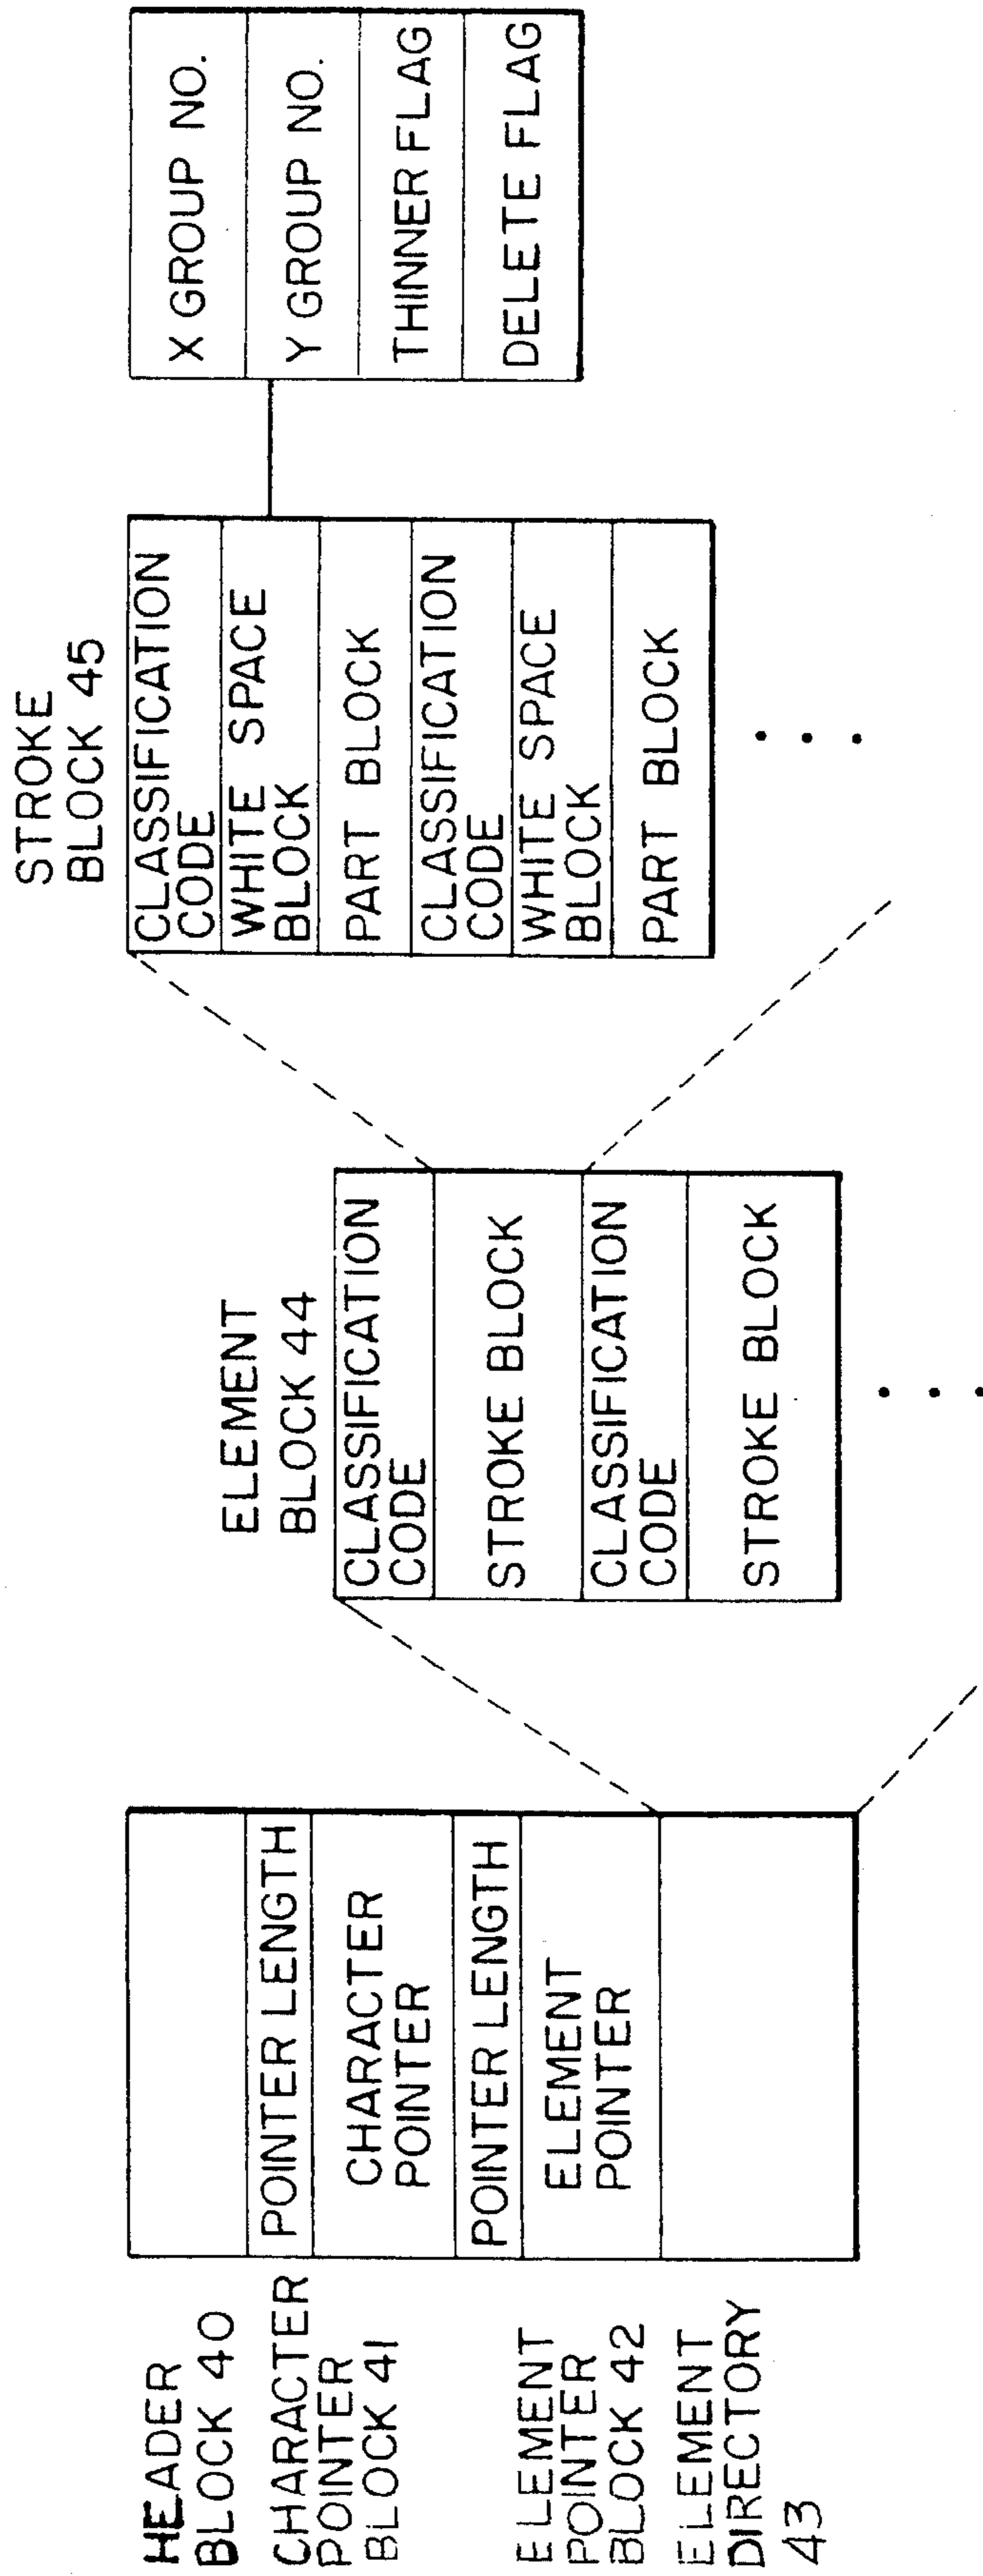 HEADER
BLOCK 40
CHARACTER
POINTER
BLOCK 41
ELEMENT
POINTER
BLOCK 42
ELEMENT
DIRECTORY
43
POINTER LENGTH
CHARACTER
POINTER
POINTER LENGTH
ELEMENT
POINTER
ELEMENT
BLOCK 44
CLASSIFICATION
CODE
STROKE BLOCK
CLASSIFICATION
CODE
STROKE BLOCK
STROKE
BLOCK 45
CLASSIFICATION
CODE
WHITE SPACE
BLOCK
PART BLOCK
CLASSIFICATION
CODE
WHITE SPACE
BLOCK
PART BLOCK
X GROUP NO.
Y GROUP NO.
THINNER FLAG
DELETE FLAG